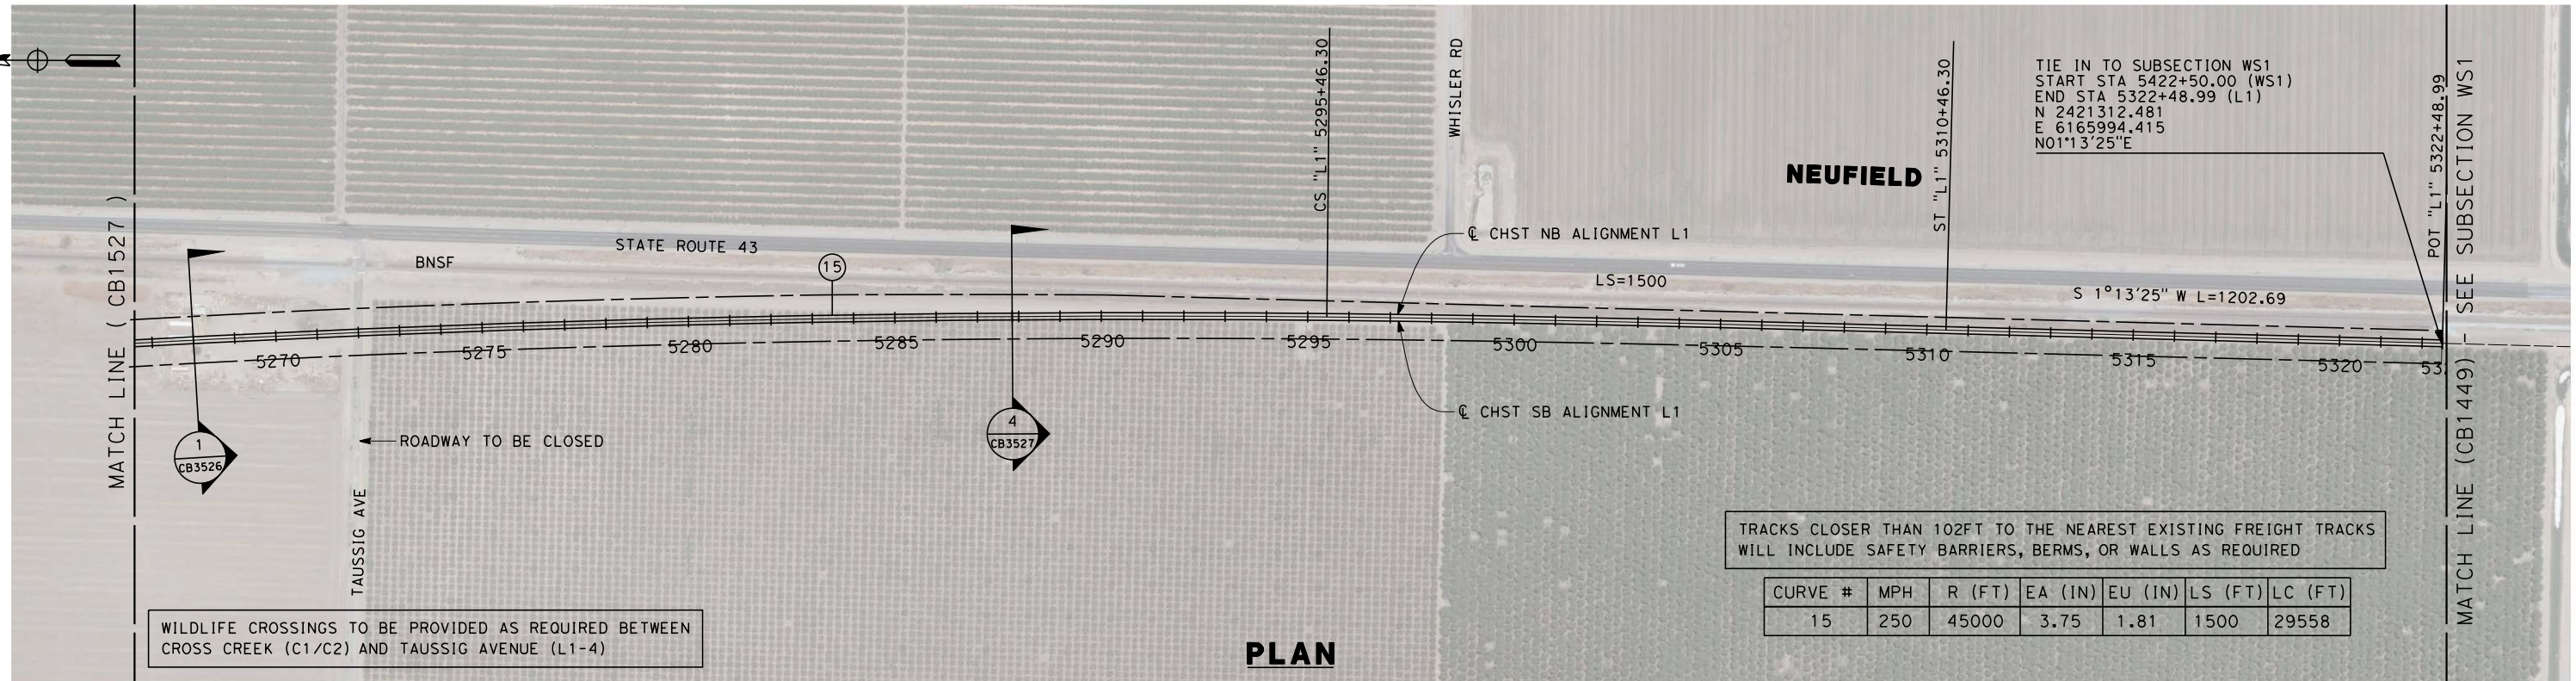 MATCH LINE ( CB1527 )
1
CB3526
BNSF
STATE ROUTE 43
15
TAUSSIG AVE
ROADWAY TO BE CLOSED
4
CB3527
CS "L1" 5295+46.30
WHISLER RD
℄ CHST NB ALIGNMENT L1
℄ CHST SB ALIGNMENT L1
LS=1500
NEUFIELD
ST "L1" 5310+46.30
TIE IN TO SUBSECTION WS1
START STA 5422+50.00 (WS1)
END STA 5322+48.99 (L1)
N 2421312.481
E 6165994.415
N01°13'25"E
S 1°13'25" W L=1202.69
POT "L1" 5322+48.99
MATCH LINE (CB1449) - SEE SUBSECTION WS1
5270
5275
5280
5285
5290
5295
5300
5305
5310
5315
5320
WILDLIFE CROSSINGS TO BE PROVIDED AS REQUIRED BETWEEN
CROSS CREEK (C1/C2) AND TAUSSIG AVENUE (L1-4)
PLAN
TRACKS CLOSER THAN 102FT TO THE NEAREST EXISTING FREIGHT TRACKS
WILL INCLUDE SAFETY BARRIERS, BERMS, OR WALLS AS REQUIRED
CURVE # MPH R (FT) EA (IN) EU (IN) LS (FT) LC (FT)
15 250 45000 3.75 1.81 1500 29558